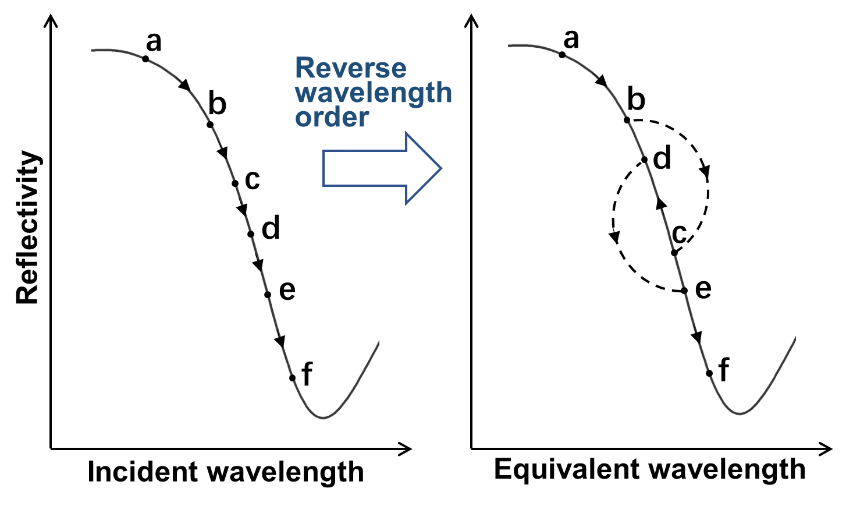 a
b
c
d
e
f
Reflectivity
Incident wavelength
Reverse
wavelength
order
a
b
d
c
e
f
Equivalent wavelength